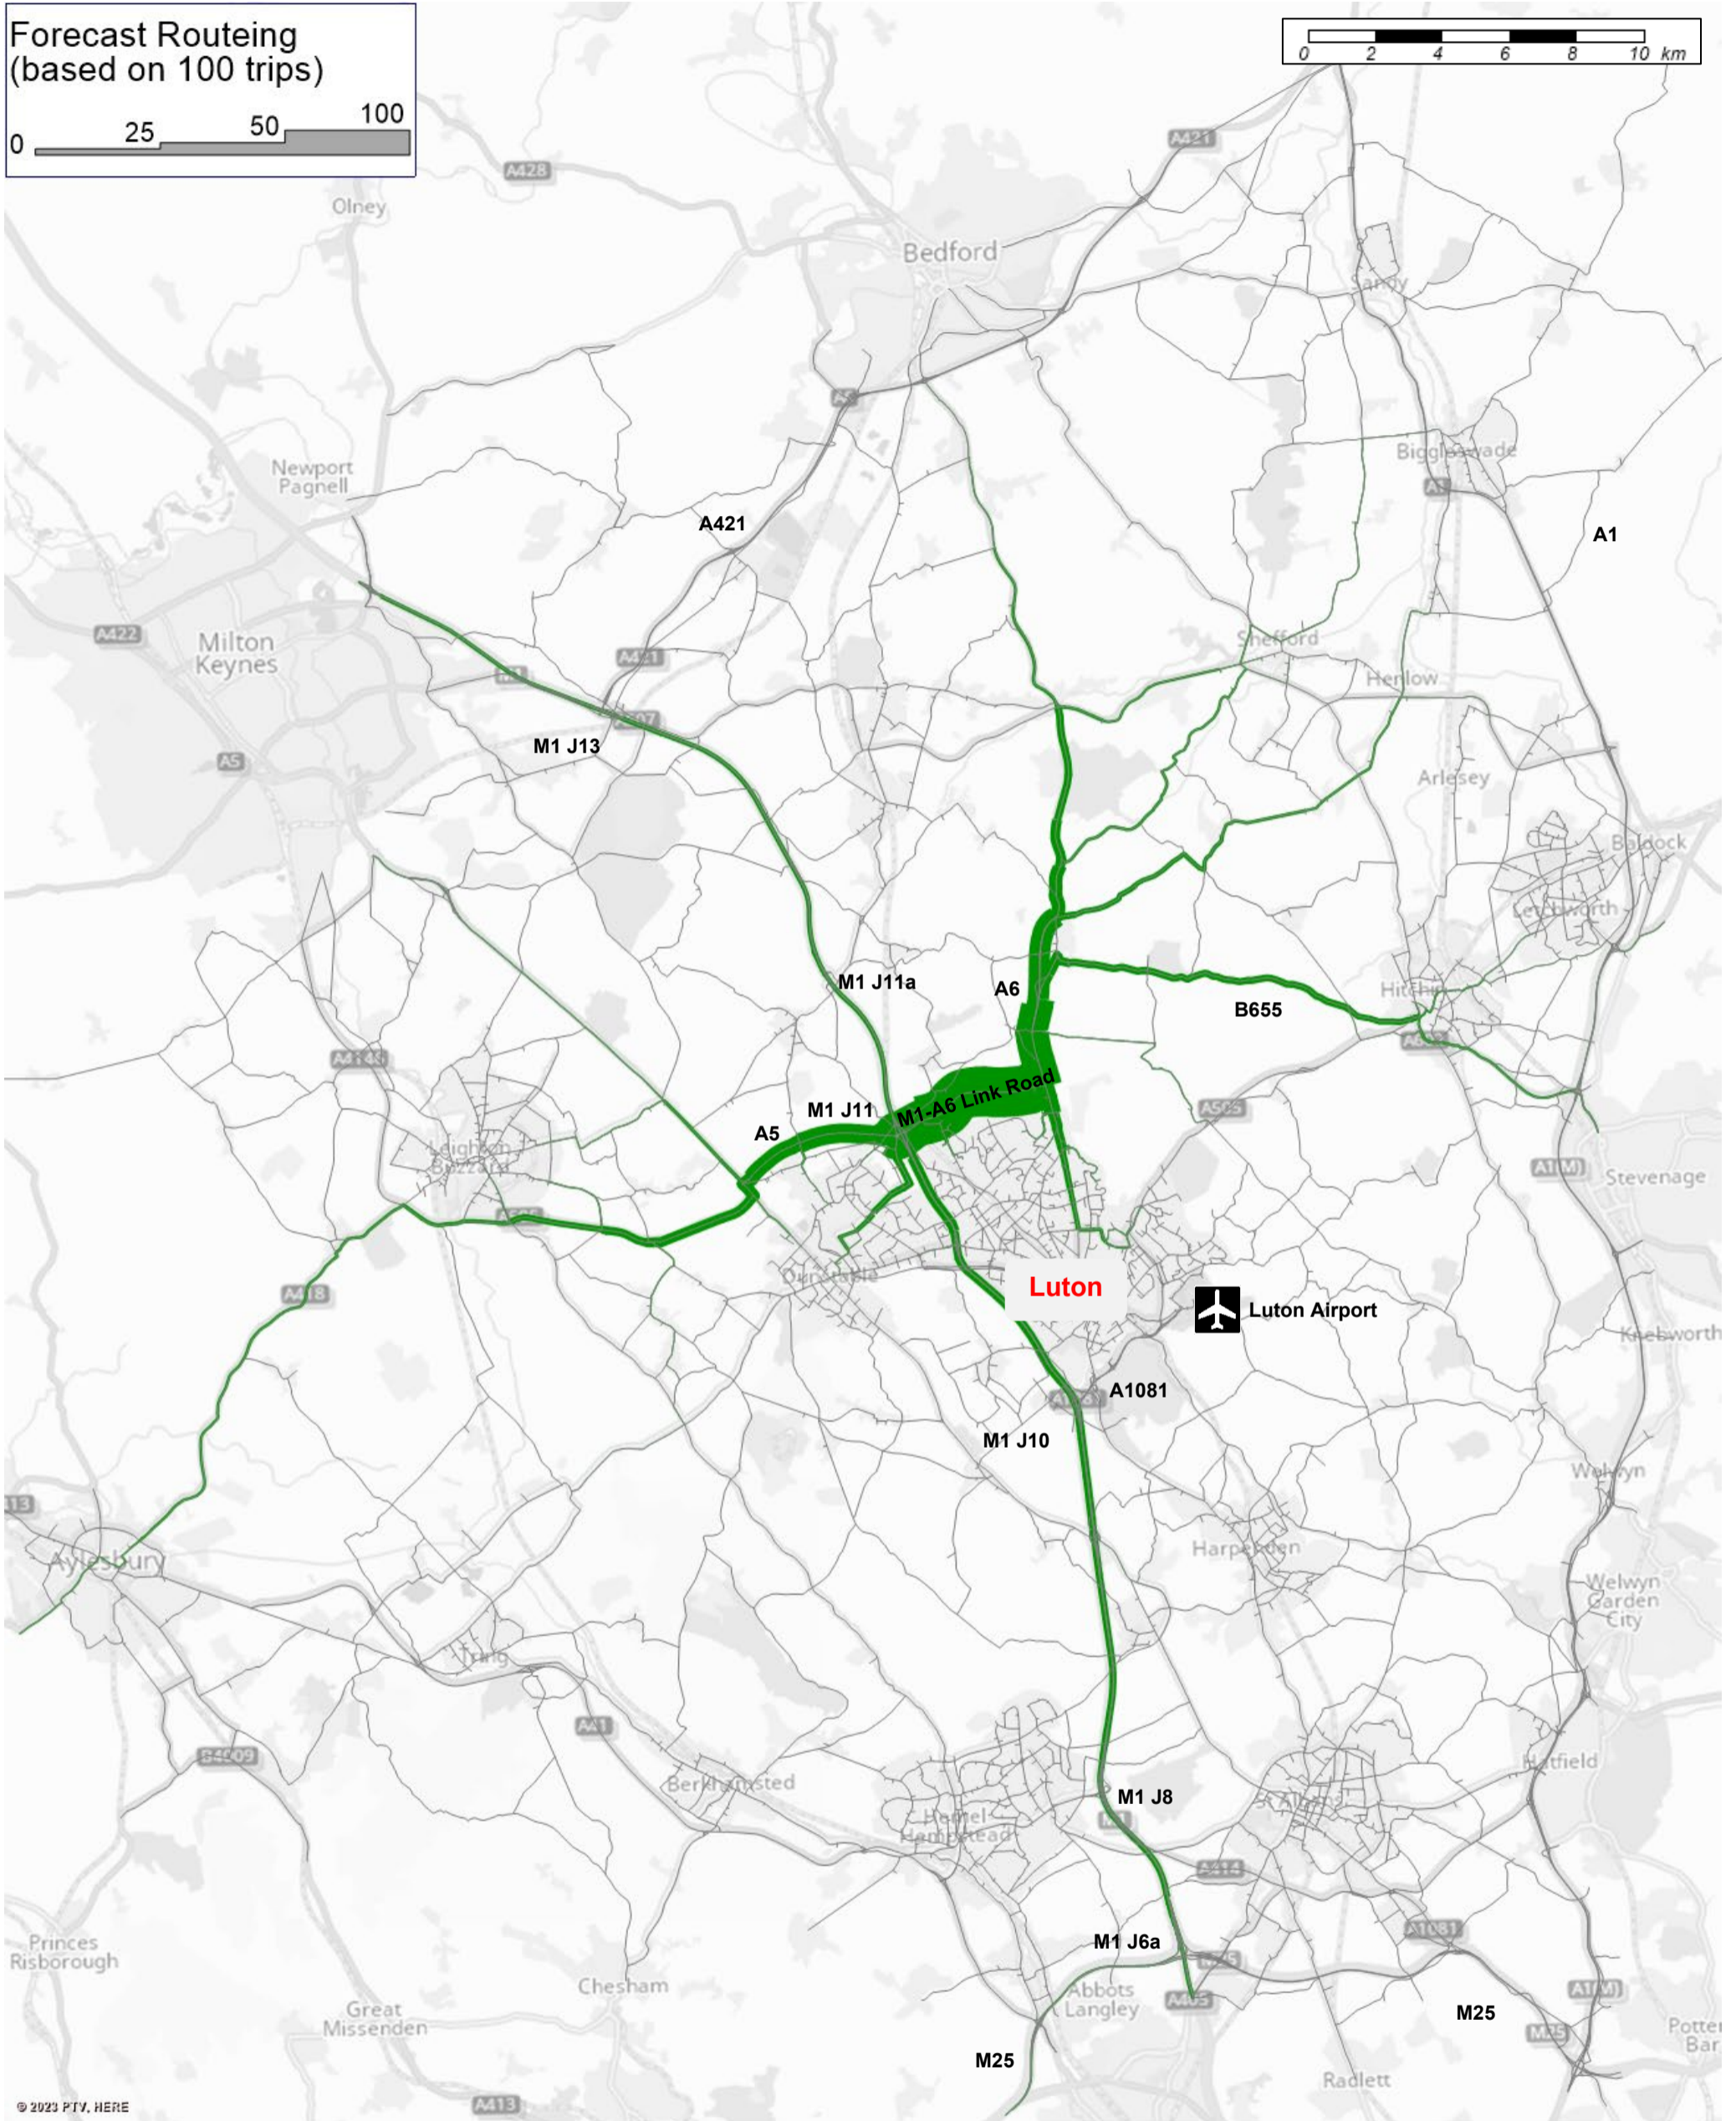 Forecast Routeing
(based on 100 trips)
0 25 50 100
0 2 4 6 8 10 km
A421
A428
Olney
Bedford
Sandy
Newport
Pagnell
Biggleswade
A421
A1
A422
Milton
Keynes
A421
Shefford
Henlow
M1
M1 J13
A5
Arlesey
Baldock
Letchworth
M1 J11a
A6
Hitchin
B655
A602
A4146
M1-A6 Link Road
M1 J11
A505
A5
Leighton
Buzzard
A1(M)
Stevenage
A505
Dunstable
Luton
A418
Luton Airport
Knebworth
A1081
M1 J10
Welwyn
Aylesbury
Harpenden
Welwyn
Garden
City
Tring
A41
B4009
Berkhamsted
Hatfield
M1 J8
M1
St Albans
Hemel
Hempstead
A414
A1081
Princes
Risborough
M1 J6a
M25
Chesham
Abbots
Langley
A405
A1(M)
Great
Missenden
M25
M25
Potter
Bar
M25
Radlett
A413
© 2023 PTV, HERE